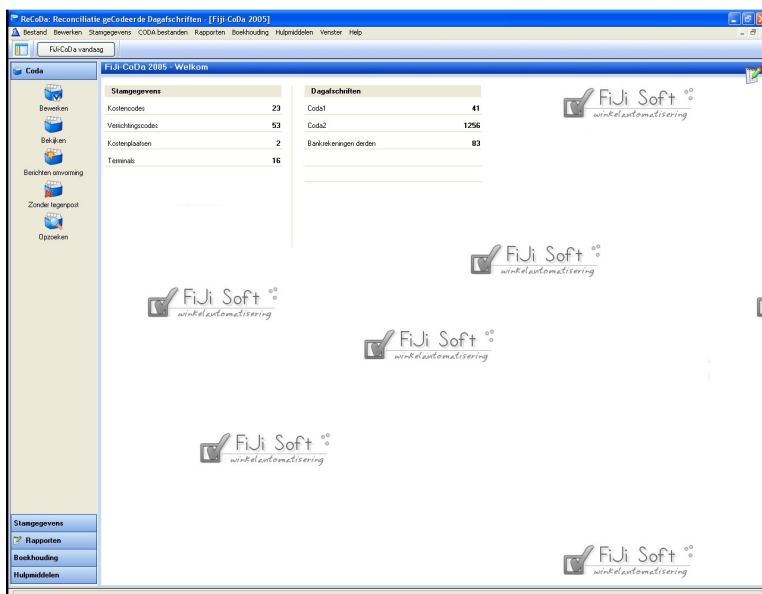 ReCoDa: Reconciliatie geCodeerde Dagafschriften - [Fiji-CoDa 2005]
Bestand Bewerken Stamgegevens CODA bestanden Rapporten Boekhouding Hulpmiddelen Venster Help
FiJi-CoDa vandaag
Coda
Bewerken
Bekijken
Berichten omvorming
Zonder tegenpost
Opzoeken
Stamgegevens
Rapporten
Boekhouding
Hulpmiddelen
FiJi-CoDa 2005 - Welkom
Stamgegevens
Kostencodes 23
Verrichtingscodes 53
Kostenplaatsen 2
Terminals 16
Dagafschriften
Coda1 41
Coda2 1256
Bankrekeningen derden 83
FiJi Soft
winkelautomatisering
FiJi Soft
winkelautomatisering
FiJi Soft
winkelautomatisering
FiJi Soft
winkelautomatisering
FiJi Soft
winkelautomatisering
FiJi Soft
winkelautomatisering